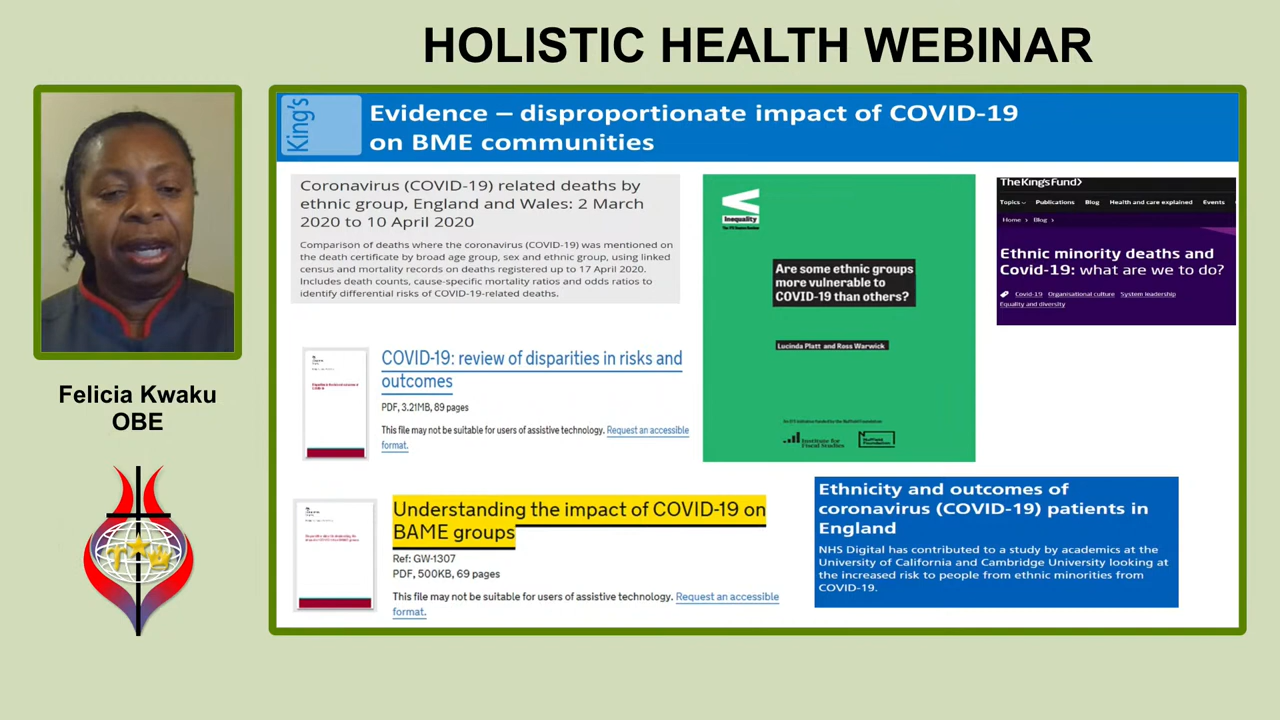 HOLISTIC HEALTH WEBINAR
Felicia Kwaku
OBE
King's
Evidence – disproportionate impact of COVID-19
on BME communities
Coronavirus (COVID-19) related deaths by
ethnic group, England and Wales: 2 March
2020 to 10 April 2020
Comparison of deaths where the coronavirus (COVID-19) was mentioned on
the death certificate by broad age group, sex and ethnic group, using linked
census and mortality records on deaths registered up to 17 April 2020.
Includes death counts, cause-specific mortality ratios and odds ratios to
identify differential risks of COVID-19-related deaths.
COVID-19: review of disparities in risks and
outcomes
PDF, 3.21MB, 89 pages
This file may not be suitable for users of assistive technology. Request an accessible
format.
Understanding the impact of COVID-19 on
BAME groups
Ref: GW-1307
PDF, 500KB, 69 pages
This file may not be suitable for users of assistive technology. Request an accessible
format.
Inequality
Are some ethnic groups
more vulnerable to
COVID-19 than others?
Lucinda Platt and Ross Warwick
Institute for
Fiscal Studies
Nuffield
Foundation
TheKingsFund>
Topics
Publications
Blog
Health and care explained
Events
Home > Blog >
Ethnic minority deaths and
Covid-19: what are we to do?
Covid-19 Organisational culture System leadership
Equality and diversity
Ethnicity and outcomes of
coronavirus (COVID-19) patients in
England
NHS Digital has contributed to a study by academics at the
University of California and Cambridge University looking at
the increased risk to people from ethnic minorities from
COVID-19.